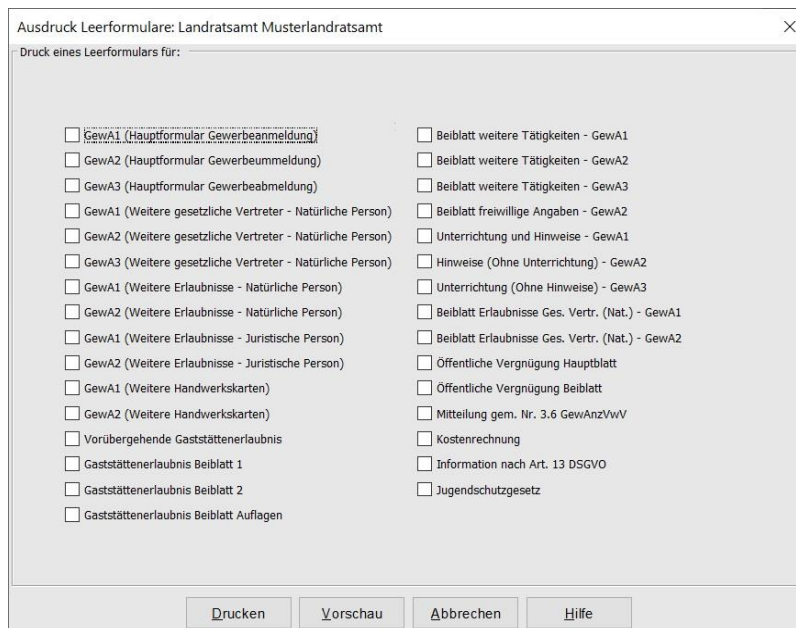 Ausdruck Leerformulare: Landratsamt Musterlandratsamt
Druck eines Leerformulars für:
GewA1 (Hauptformular Gewerbeanmeldung)
GewA2 (Hauptformular Gewerbeummeldung)
GewA3 (Hauptformular Gewerbeabmeldung)
GewA1 (Weitere gesetzliche Vertreter - Natürliche Person)
GewA2 (Weitere gesetzliche Vertreter - Natürliche Person)
GewA3 (Weitere gesetzliche Vertreter - Natürliche Person)
GewA1 (Weitere Erlaubnisse - Natürliche Person)
GewA2 (Weitere Erlaubnisse - Natürliche Person)
GewA1 (Weitere Erlaubnisse - Juristische Person)
GewA2 (Weitere Erlaubnisse - Juristische Person)
GewA1 (Weitere Handwerkskarten)
GewA2 (Weitere Handwerkskarten)
Vorübergehende Gaststättenerlaubnis
Gaststättenerlaubnis Beiblatt 1
Gaststättenerlaubnis Beiblatt 2
Gaststättenerlaubnis Beiblatt Auflagen
Beiblatt weitere Tätigkeiten - GewA1
Beiblatt weitere Tätigkeiten - GewA2
Beiblatt weitere Tätigkeiten - GewA3
Beiblatt freiwillige Angaben - GewA2
Unterrichtung und Hinweise - GewA1
Hinweise (Ohne Unterrichtung) - GewA2
Unterrichtung (Ohne Hinweise) - GewA3
Beiblatt Erlaubnisse Ges. Vertr. (Nat.) - GewA1
Beiblatt Erlaubnisse Ges. Vertr. (Nat.) - GewA2
Öffentliche Vergnügung Hauptblatt
Öffentliche Vergnügung Beiblatt
Mitteilung gem. Nr. 3.6 GewAnzVwV
Kostenrechnung
Information nach Art. 13 DSGVO
Jugendschutzgesetz
Drucken
Vorschau
Abbrechen
Hilfe